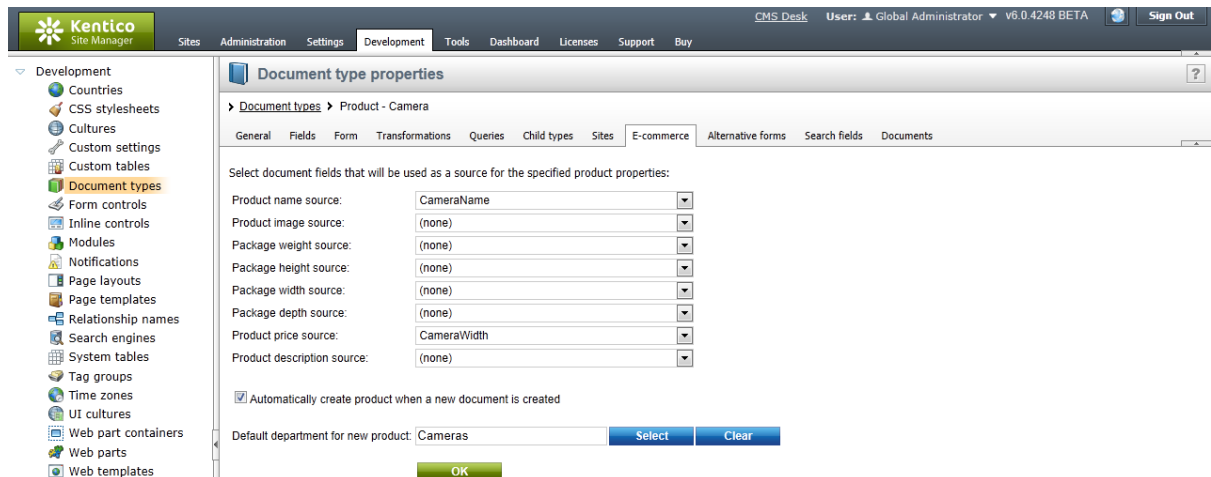 CMS Desk User: Global Administrator v6.0.4248 BETA Sign Out
Kentico
Site Manager
Sites Administration Settings Development Tools Dashboard Licenses Support Buy
Development
Countries
CSS stylesheets
Cultures
Custom settings
Custom tables
Document types
Form controls
Inline controls
Modules
Notifications
Page layouts
Page templates
Relationship names
Search engines
System tables
Tag groups
Time zones
UI cultures
Web part containers
Web parts
Web templates
Document type properties ?
Document types Product - Camera
General Fields Form Transformations Queries Child types Sites E-commerce Alternative forms Search fields Documents
Select document fields that will be used as a source for the specified product properties:
Product name source: CameraName
Product image source: (none)
Package weight source: (none)
Package height source: (none)
Package width source: (none)
Package depth source: (none)
Product price source: CameraWidth
Product description source: (none)
Automatically create product when a new document is created
Default department for new product: Cameras Select Clear
OK